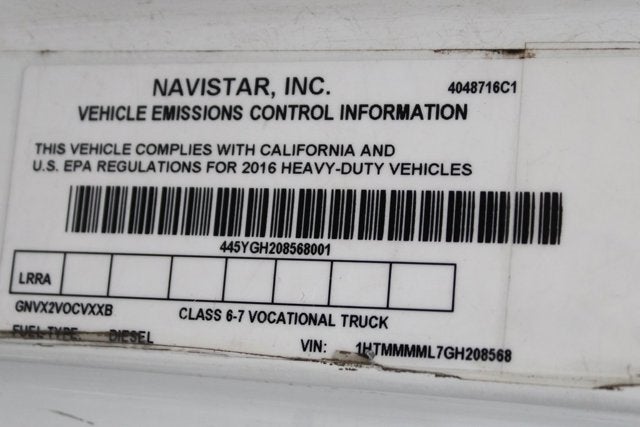 NAVISTAR, INC. 4048716C1
VEHICLE EMISSIONS CONTROL INFORMATION
THIS VEHICLE COMPLIES WITH CALIFORNIA AND
U.S. EPA REGULATIONS FOR 2016 HEAVY-DUTY VEHICLES
445YGH208568001
LRRA
GNVX2VOCVXXB CLASS 6-7 VOCATIONAL TRUCK
FUEL TYPE: DIESEL VIN: 1HTMMMML7GH208568